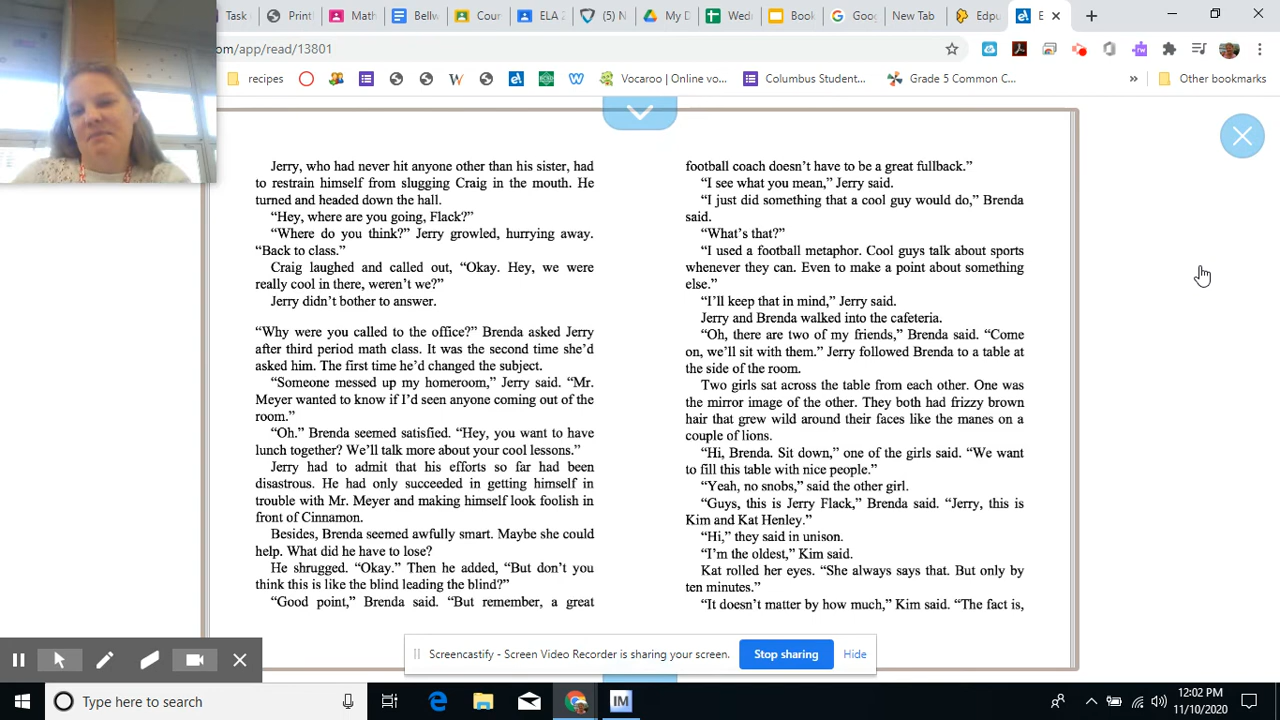 Task
Print
Math
Bellw
Cour
ELA Z
(5) N
My D
Wed
Book
Goog
New Tab
Edpu
E
com/app/read/13801
recipes
Vocaroo | Online vo...
Columbus Student...
Grade 5 Common C...
»
Other bookmarks
Jerry, who had never hit anyone other than his sister, had
to restrain himself from slugging Craig in the mouth. He
turned and headed down the hall.
“Hey, where are you going, Flack?”
“Where do you think?” Jerry growled, hurrying away.
“Back to class.”
Craig laughed and called out, “Okay. Hey, we were
really cool in there, weren’t we?”
Jerry didn’t bother to answer.
“Why were you called to the office?” Brenda asked Jerry
after third period math class. It was the second time she’d
asked him. The first time he’d changed the subject.
“Someone messed up my homeroom,” Jerry said. “Mr.
Meyer wanted to know if I’d seen anyone coming out of the
room.”
“Oh.” Brenda seemed satisfied. “Hey, you want to have
lunch together? We’ll talk more about your cool lessons.”
Jerry had to admit that his efforts so far had been
disastrous. He had only succeeded in getting himself in
trouble with Mr. Meyer and making himself look foolish in
front of Cinnamon.
Besides, Brenda seemed awfully smart. Maybe she could
help. What did he have to lose?
He shrugged. “Okay.” Then he added, “But don’t you
think this is like the blind leading the blind?”
“Good point,” Brenda said. “But remember, a great
football coach doesn’t have to be a great fullback.”
“I see what you mean,” Jerry said.
“I just did something that a cool guy would do,” Brenda
said.
“What’s that?”
“I used a football metaphor. Cool guys talk about sports
whenever they can. Even to make a point about something
else.”
“I’ll keep that in mind,” Jerry said.
Jerry and Brenda walked into the cafeteria.
“Oh, there are two of my friends,” Brenda said. “Come
on, we’ll sit with them.” Jerry followed Brenda to a table at
the side of the room.
Two girls sat across the table from each other. One was
the mirror image of the other. They both had frizzy brown
hair that grew wild around their faces like the manes on a
couple of lions.
“Hi, Brenda. Sit down,” one of the girls said. “We want
to fill this table with nice people.”
“Yeah, no snobs,” said the other girl.
“Guys, this is Jerry Flack,” Brenda said. “Jerry, this is
Kim and Kat Henley.”
“Hi,” they said in unison.
“I’m the oldest,” Kim said.
Kat rolled her eyes. “She always says that. But only by
ten minutes.”
“It doesn’t matter by how much,” Kim said. “The fact is,
Screencastify - Screen Video Recorder is sharing your screen.
Stop sharing
Hide
Type here to search
IM
12:02 PM
11/10/2020